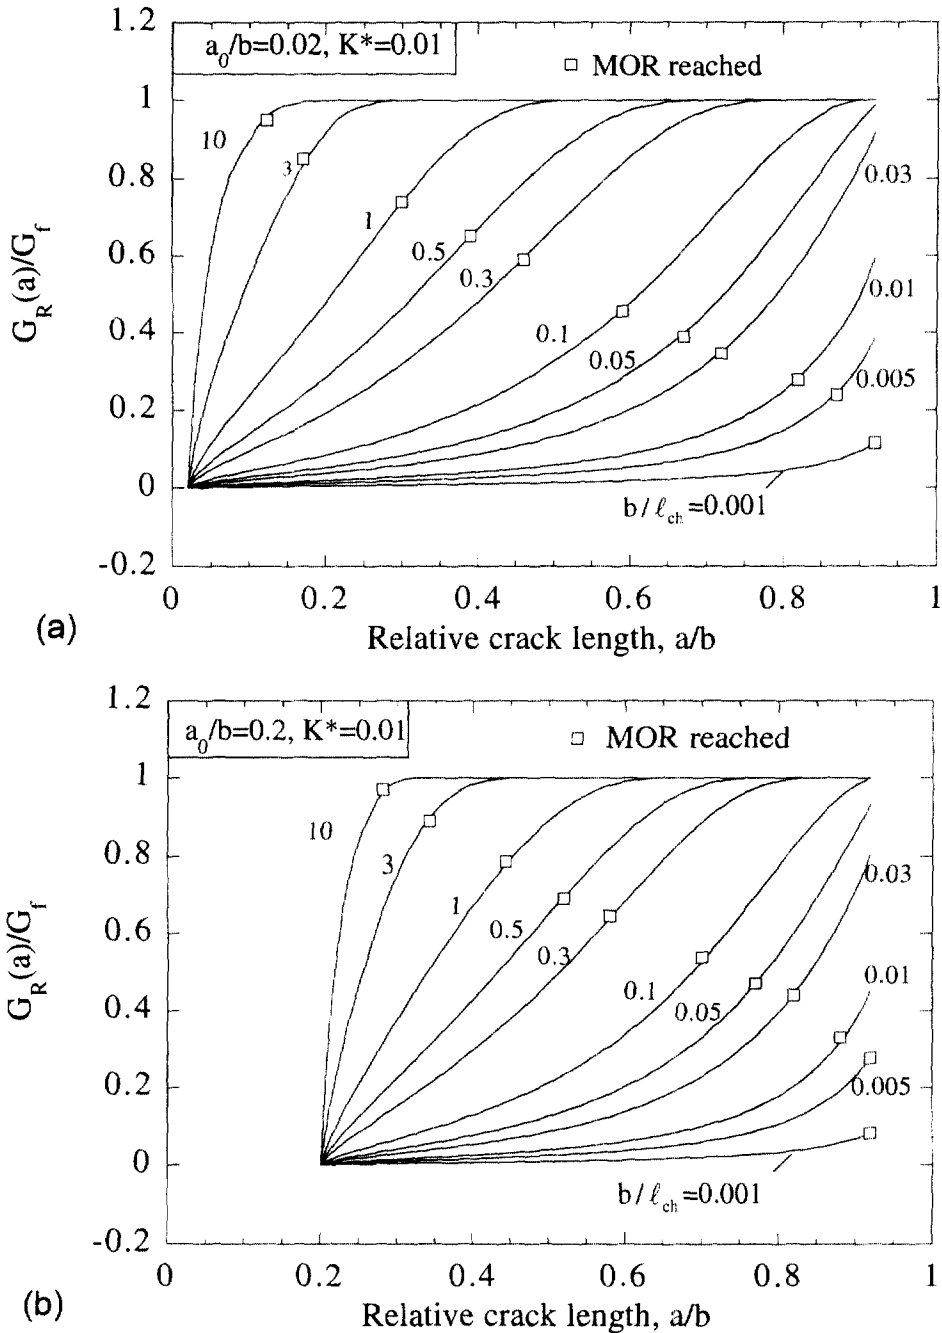 1.2
a0/b=0.02, K*=0.01
□ MOR reached
1
10
3
0.8
0.03
1
0.6
0.5
0.3
0.01
0.4
0.1
0.05
0.005
0.2
0
b/ℓch=0.001
-0.2
GR(a)/Gf
0 0.2 0.4 0.6 0.8 1
(a)
Relative crack length, a/b
1.2
a0/b=0.2, K*=0.01
□ MOR reached
1
10
3
0.8
0.03
1
0.6
0.5
0.3
0.01
0.4
0.1
0.05
0.2
0.005
0
b/ℓch=0.001
-0.2
GR(a)/Gf
0 0.2 0.4 0.6 0.8 1
(b)
Relative crack length, a/b